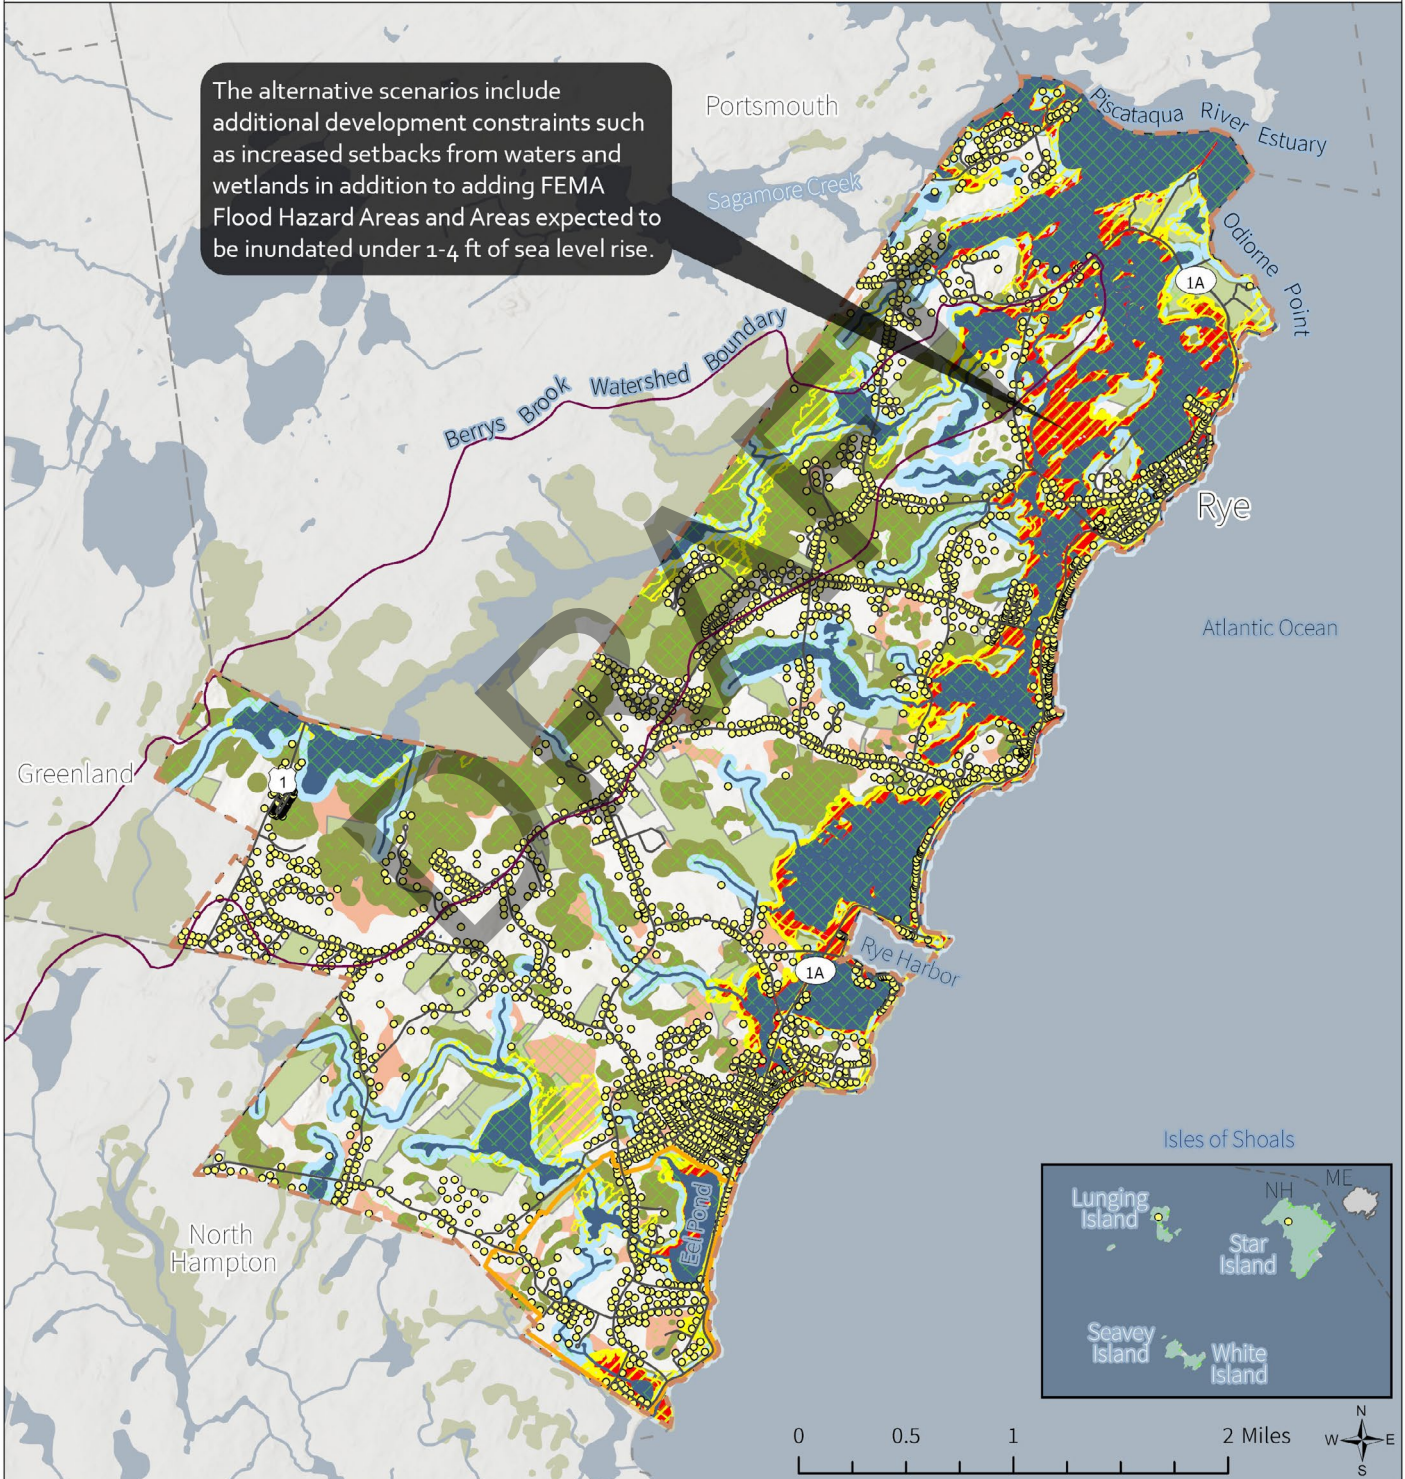 The alternative scenarios include
additional development constraints such
as increased setbacks from waters and
wetlands in addition to adding FEMA
Flood Hazard Areas and Areas expected to
be inundated under 1-4 ft of sea level rise.
Portsmouth
Piscataqua River Estuary
Sagamore Creek
Odiorne Point
1A
Berrys Brook Watershed Boundary
Rye
Atlantic Ocean
DRAFT
Greenland
1
Rye Harbor
1A
Isles of Shoals
Eel Pond
North
Hampton
NH
ME
Lunging
Island
Star
Island
Seavey
Island
White
Island
0 0.5 1 2 Miles
N
W E
S